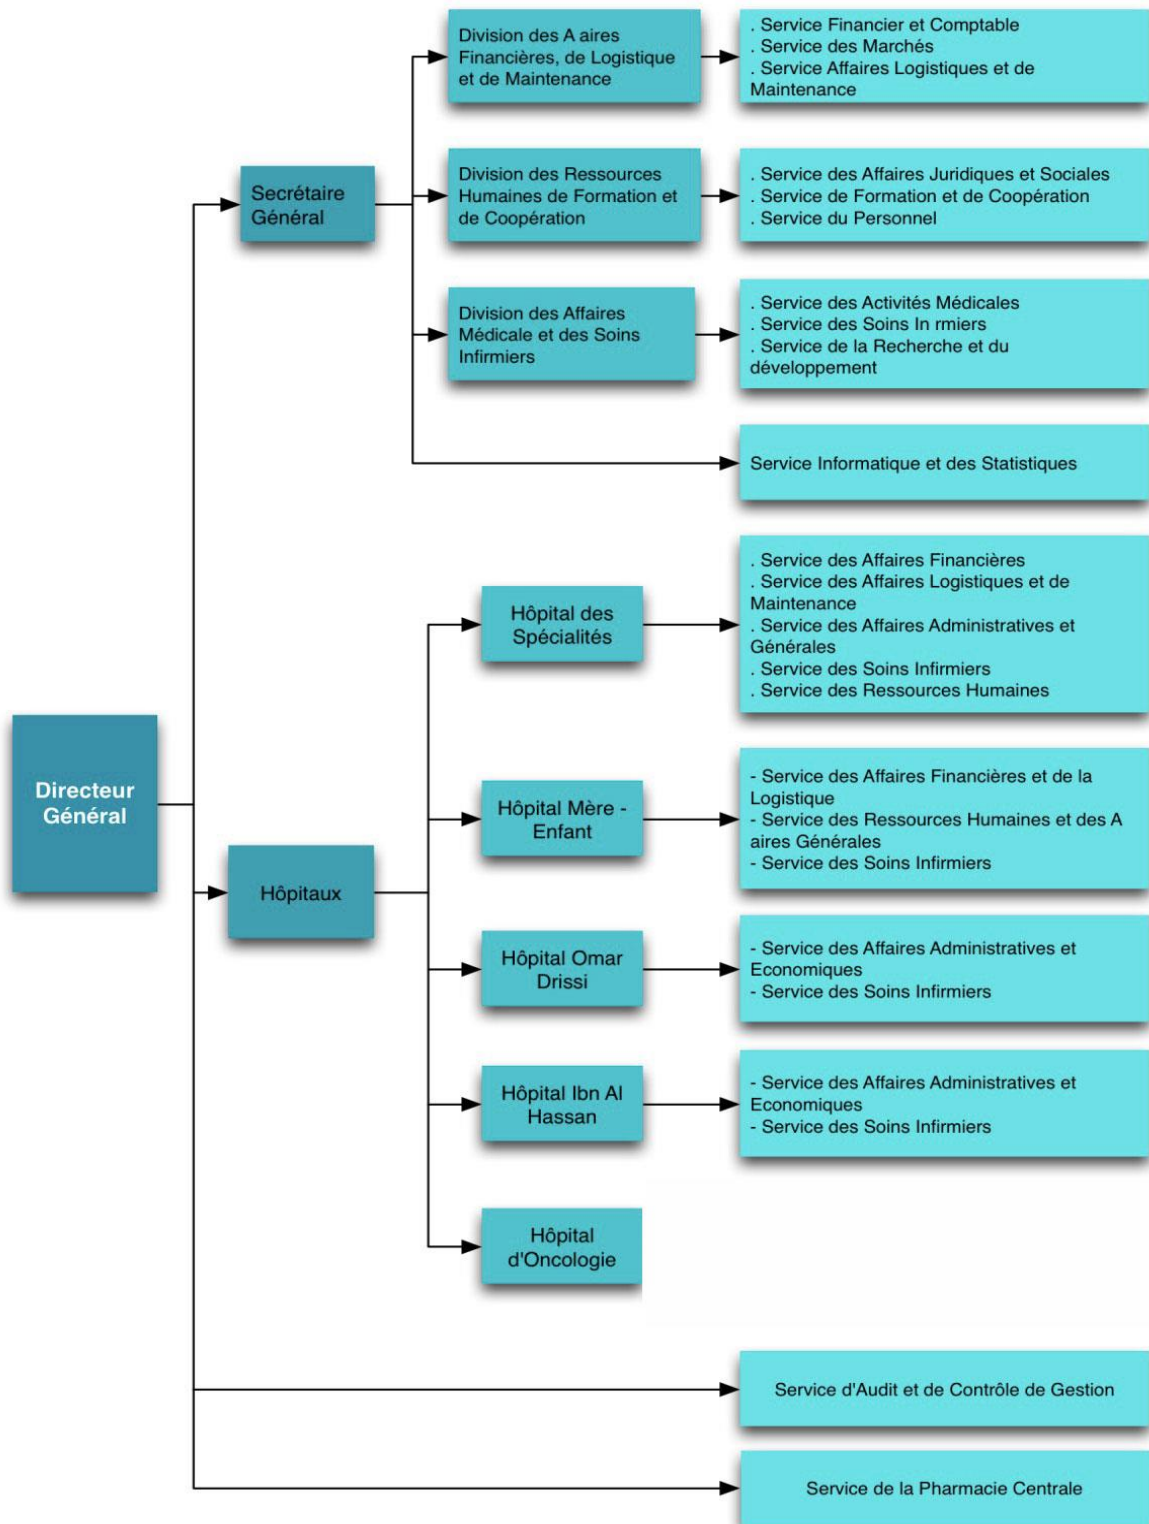 Division des A aires
Financières, de Logistique
et de Maintenance
. Service Financier et Comptable
. Service des Marchés
. Service Affaires Logistiques et de
Maintenance
Secrétaire
Général
Division des Ressources
Humaines de Formation et
de Coopération
. Service des Affaires Juridiques et Sociales
. Service de Formation et de Coopération
. Service du Personnel
Division des Affaires
Médicale et des Soins
Infirmiers
. Service des Activités Médicales
. Service des Soins In rmiers
. Service de la Recherche et du
développement
Service Informatique et des Statistiques
Hôpital des
Spécialités
. Service des Affaires Financières
. Service des Affaires Logistiques et de
Maintenance
. Service des Affaires Administratives et
Générales
. Service des Soins Infirmiers
. Service des Ressources Humaines
Directeur
Général
Hôpitaux
Hôpital Mère -
Enfant
- Service des Affaires Financières et de la
Logistique
- Service des Ressources Humaines et des A
aires Générales
- Service des Soins Infirmiers
Hôpital Omar
Drissi
- Service des Affaires Administratives et
Economiques
- Service des Soins Infirmiers
Hôpital Ibn Al
Hassan
- Service des Affaires Administratives et
Economiques
- Service des Soins Infirmiers
Hôpital
d'Oncologie
Service d'Audit et de Contrôle de Gestion
Service de la Pharmacie Centrale